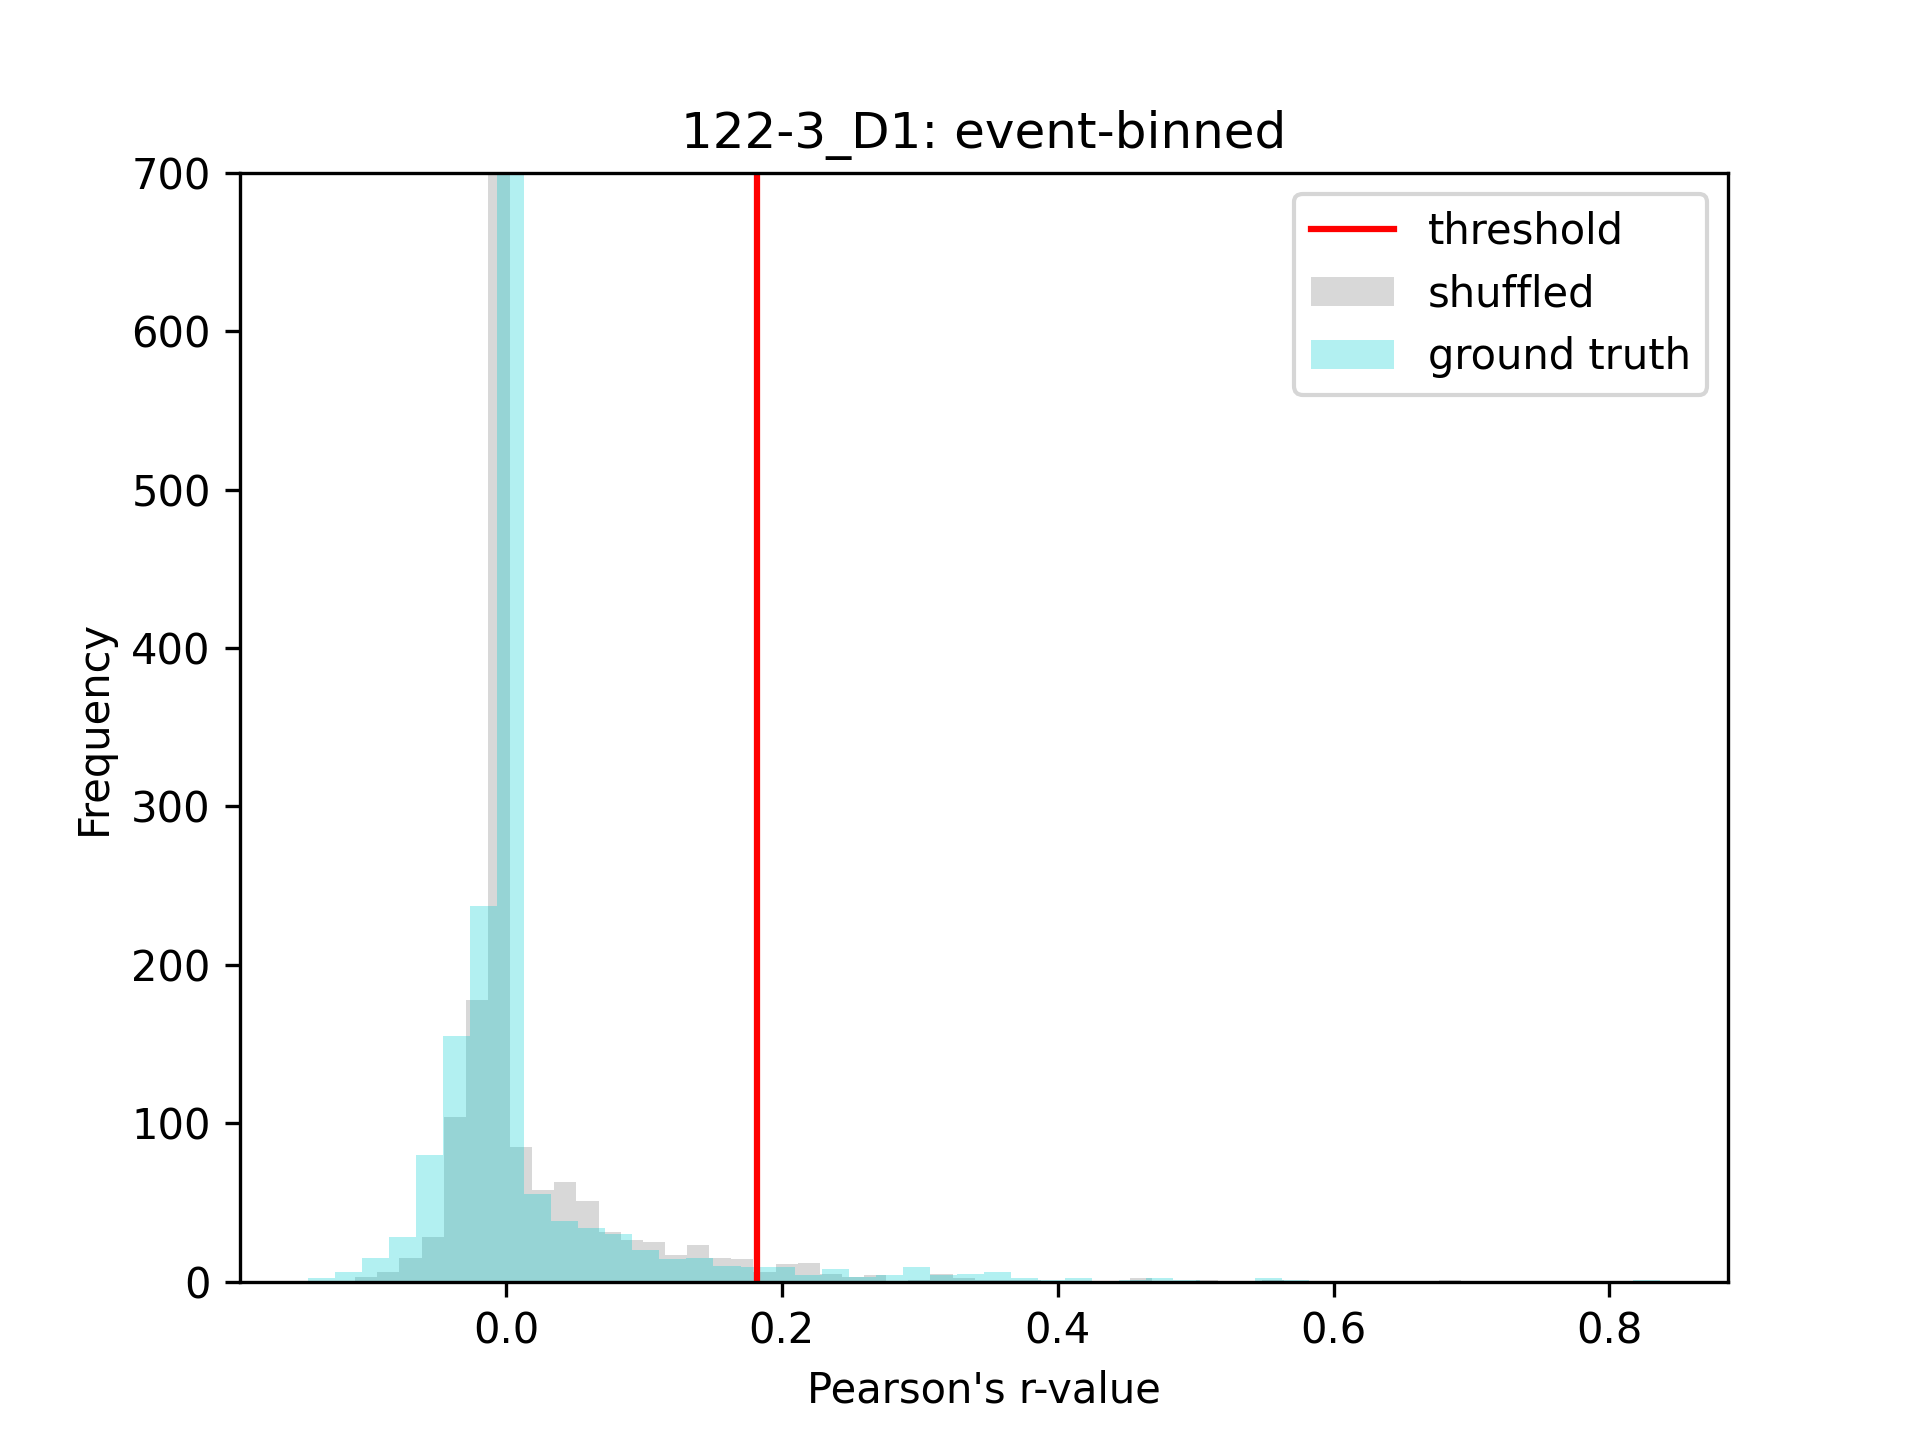 122-3_D1: event-binned
threshold
shuffled
ground truth
700
600
500
400
300
200
100
0
Frequency
0.0 0.2 0.4 0.6 0.8
Pearson's r-value